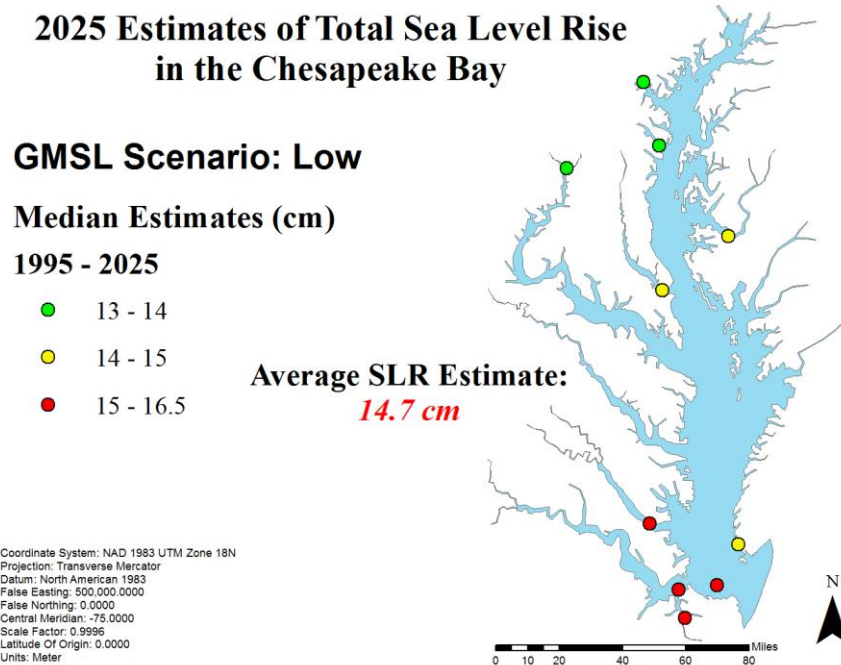 2025 Estimates of Total Sea Level Rise
in the Chesapeake Bay
GMSL Scenario: Low
Median Estimates (cm)
1995 - 2025
13 - 14
14 - 15
15 - 16.5
Average SLR Estimate:
14.7 cm
Coordinate System: NAD 1983 UTM Zone 18N
Projection: Transverse Mercator
Datum: North American 1983
False Easting: 500,000.0000
False Northing: 0.0000
Central Meridian: -75.0000
Scale Factor: 0.9996
Latitude Of Origin: 0.0000
Units: Meter
N
Miles
0 10 20 40 60 80